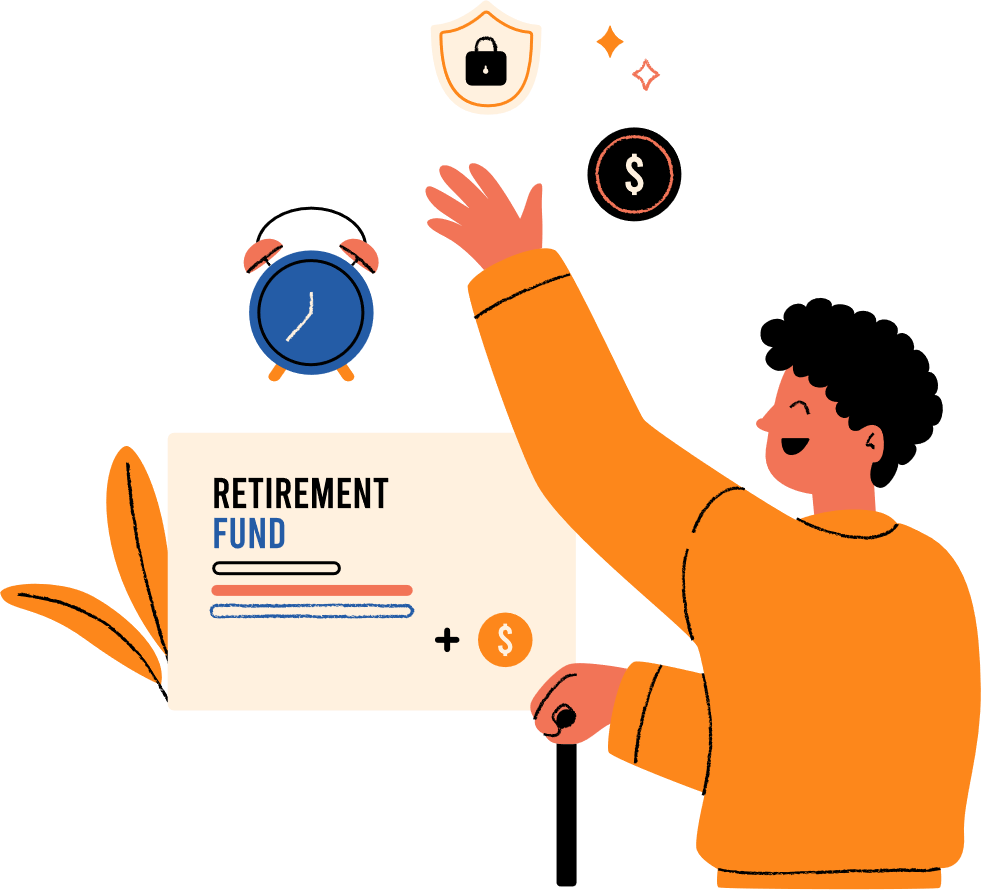 $
RETIREMENT
FUND
+ $